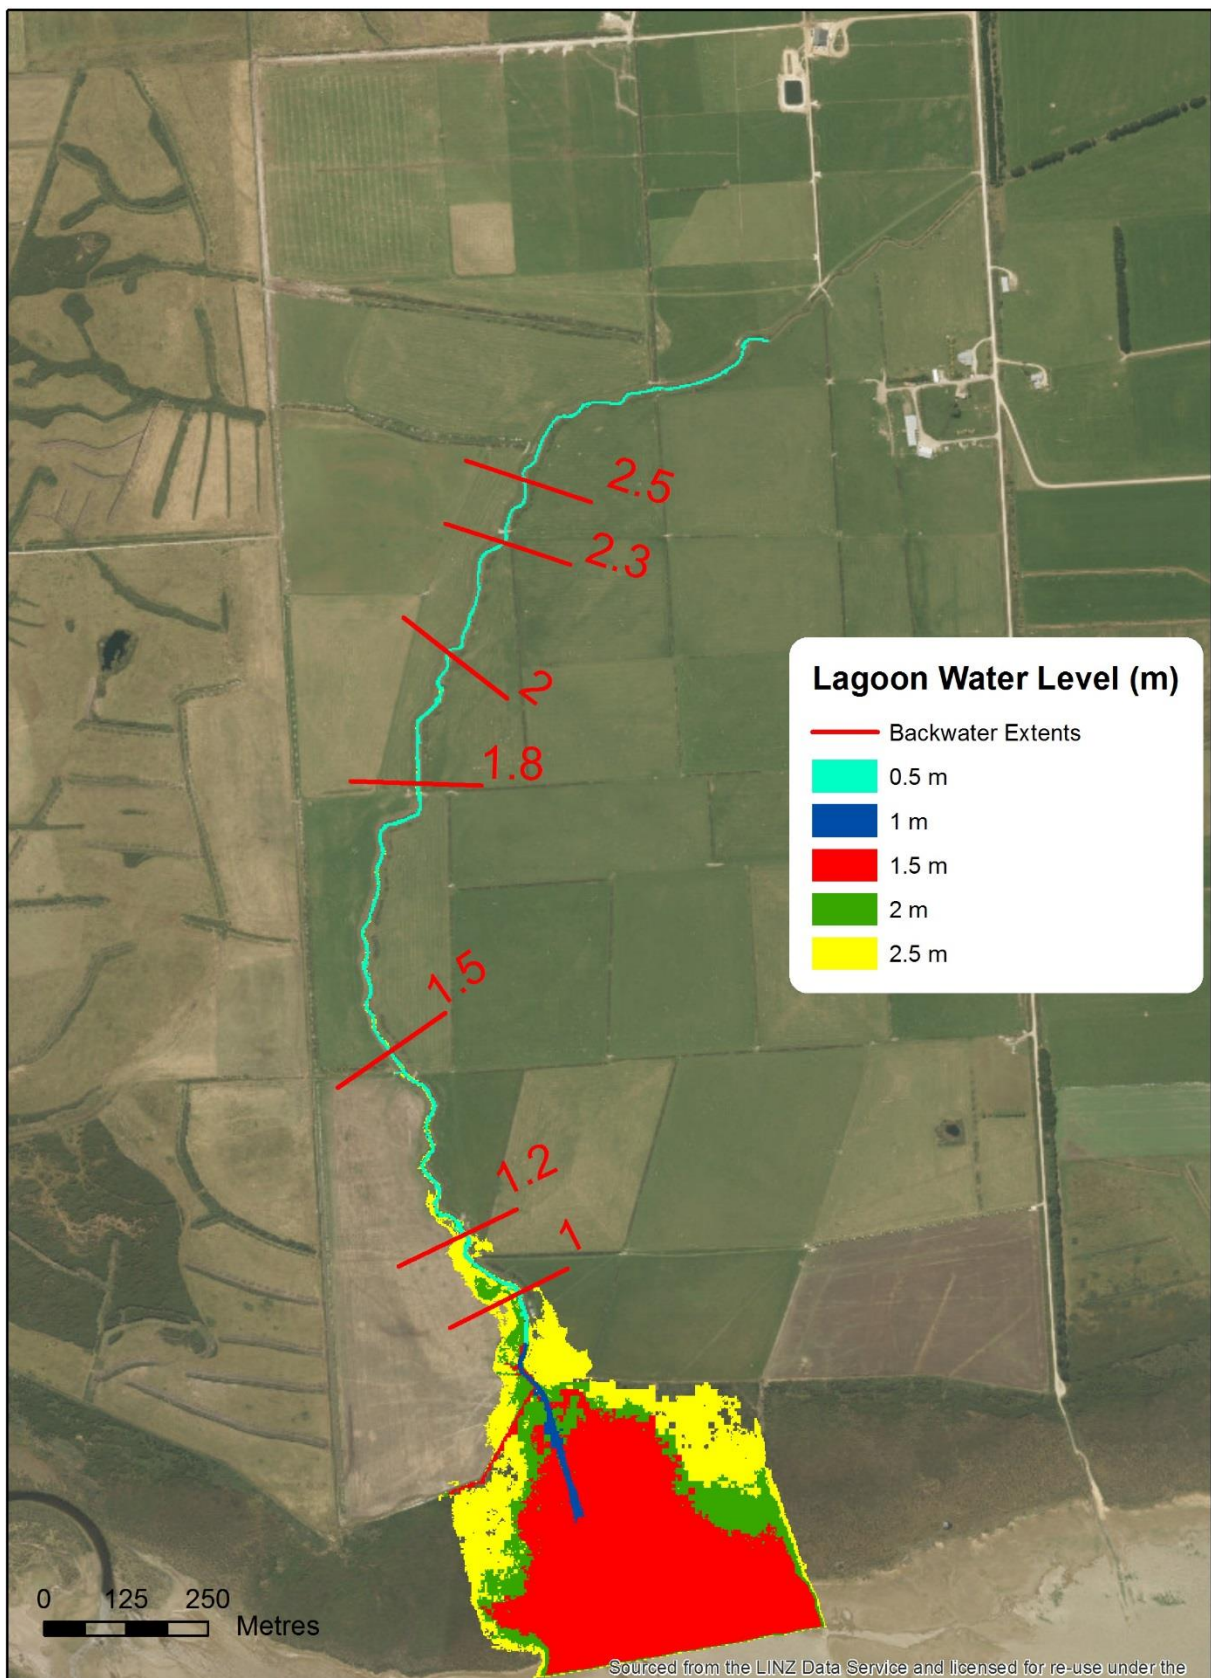 2.5
2.3
2
1.8
Lagoon Water Level (m)
Backwater Extents
0.5 m
1 m
1.5 m
2 m
2.5 m
1.5
1.2
1
0 125 250
Metres
Sourced from the LINZ Data Service and licensed for re-use under the